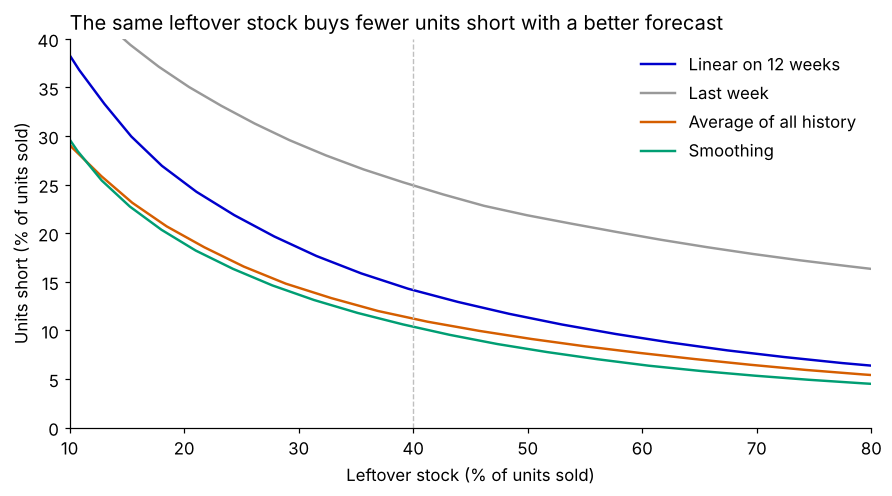 The same leftover stock buys fewer units short with a better forecast
Units short (% of units sold)
40
35
30
25
20
15
10
5
0
Linear on 12 weeks
Last week
Average of all history
Smoothing
10 20 30 40 50 60 70 80
Leftover stock (% of units sold)